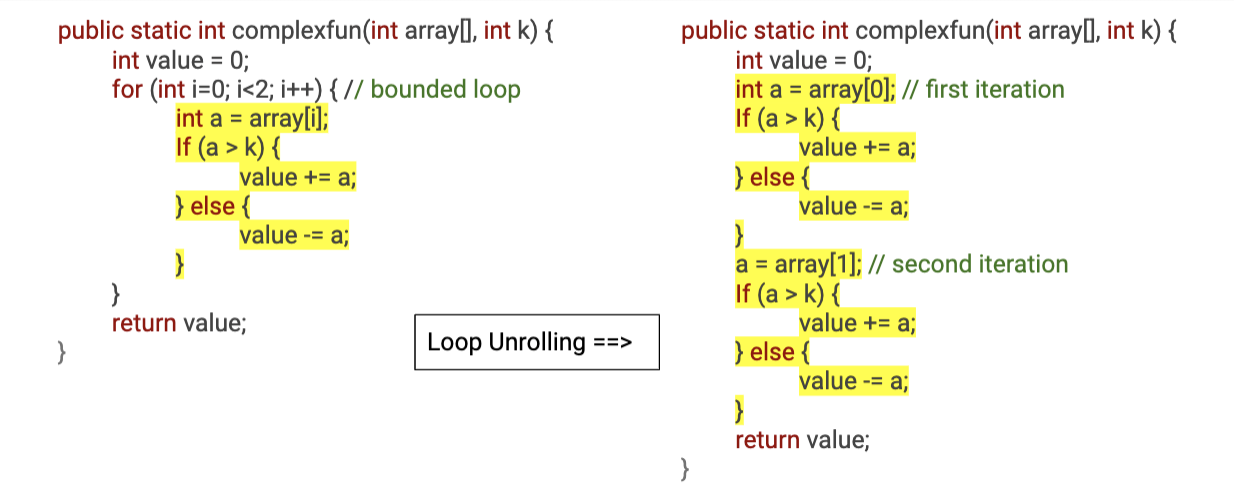 public static int complexfun(int array[], int k) {
int value = 0;
for (int i=0; i<2; i++) { // bounded loop
int a = array[i];
If (a > k) {
value += a;
} else {
value -= a;
}
}
return value;
}
Loop Unrolling ==>
public static int complexfun(int array[], int k) {
int value = 0;
int a = array[0]; // first iteration
If (a > k) {
value += a;
} else {
value -= a;
}
a = array[1]; // second iteration
If (a > k) {
value += a;
} else {
value -= a;
}
return value;
}